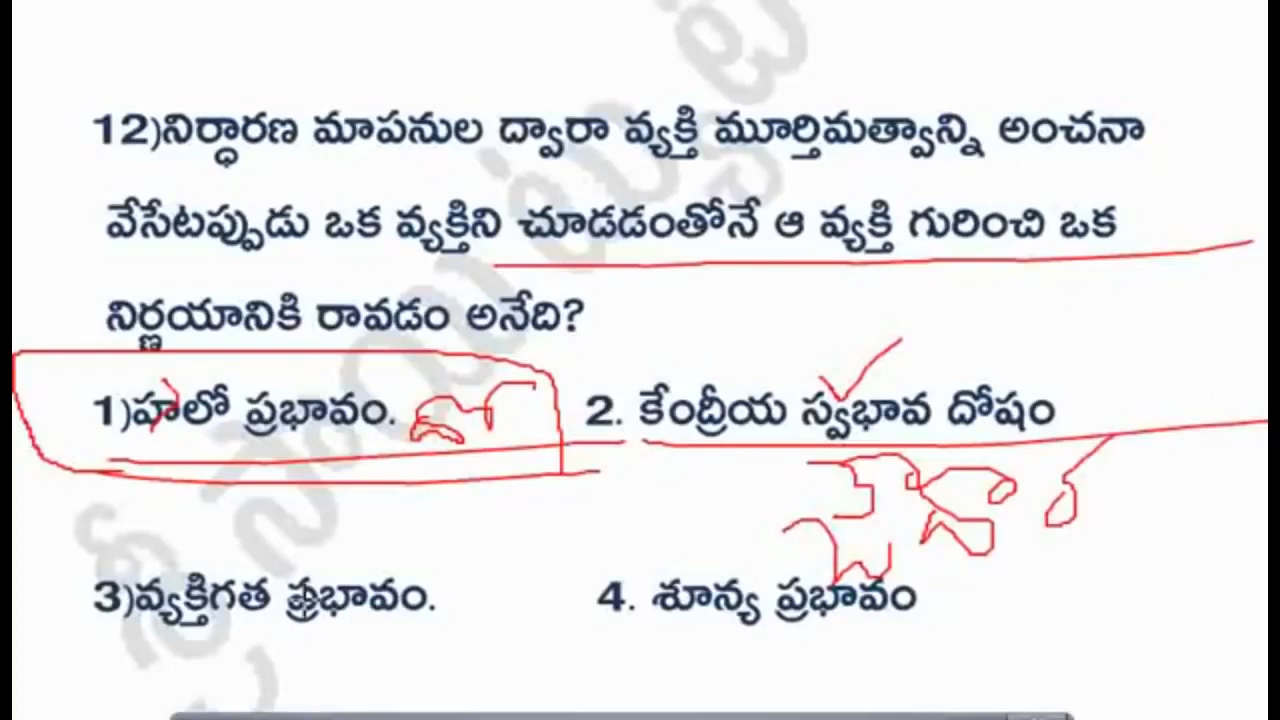 12)నిర్ధారణ మాపనుల ద్వారా వ్యక్తి మూర్తిమత్వాన్ని అంచనా
వేసేటప్పుడు ఒక వ్యక్తిని చూడడంతోనే ఆ వ్యక్తి గురించి ఒక
నిర్ణయానికి రావడం అనేది?
1)హలో ప్రభావం. 2. కేంద్రీయ స్వభావ దోషం
3)వ్యక్తిగత ప్రభావం. 4. శూన్య ప్రభావం